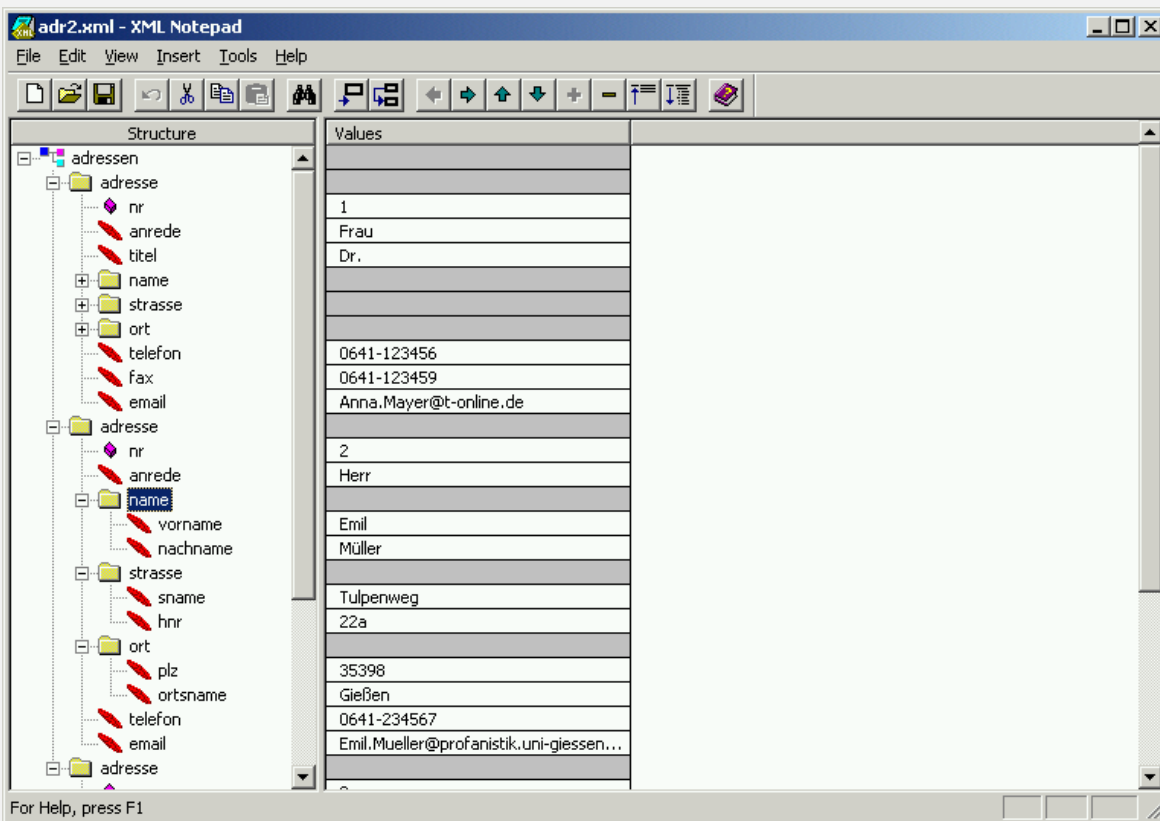 adr2.xml - XML Notepad
File Edit View Insert Tools Help
Structure Values
adressen
adresse
nr 1
anrede Frau
titel Dr.
name
strasse
ort
telefon 0641-123456
fax 0641-123459
email Anna.Mayer@t-online.de
adresse
nr 2
anrede Herr
name
vorname Emil
nachname Müller
strasse
sname Tulpenweg
hnr 22a
ort
plz 35398
ortsname Gießen
telefon 0641-234567
email Emil.Mueller@profanistik.uni-giessen...
adresse
For Help, press F1